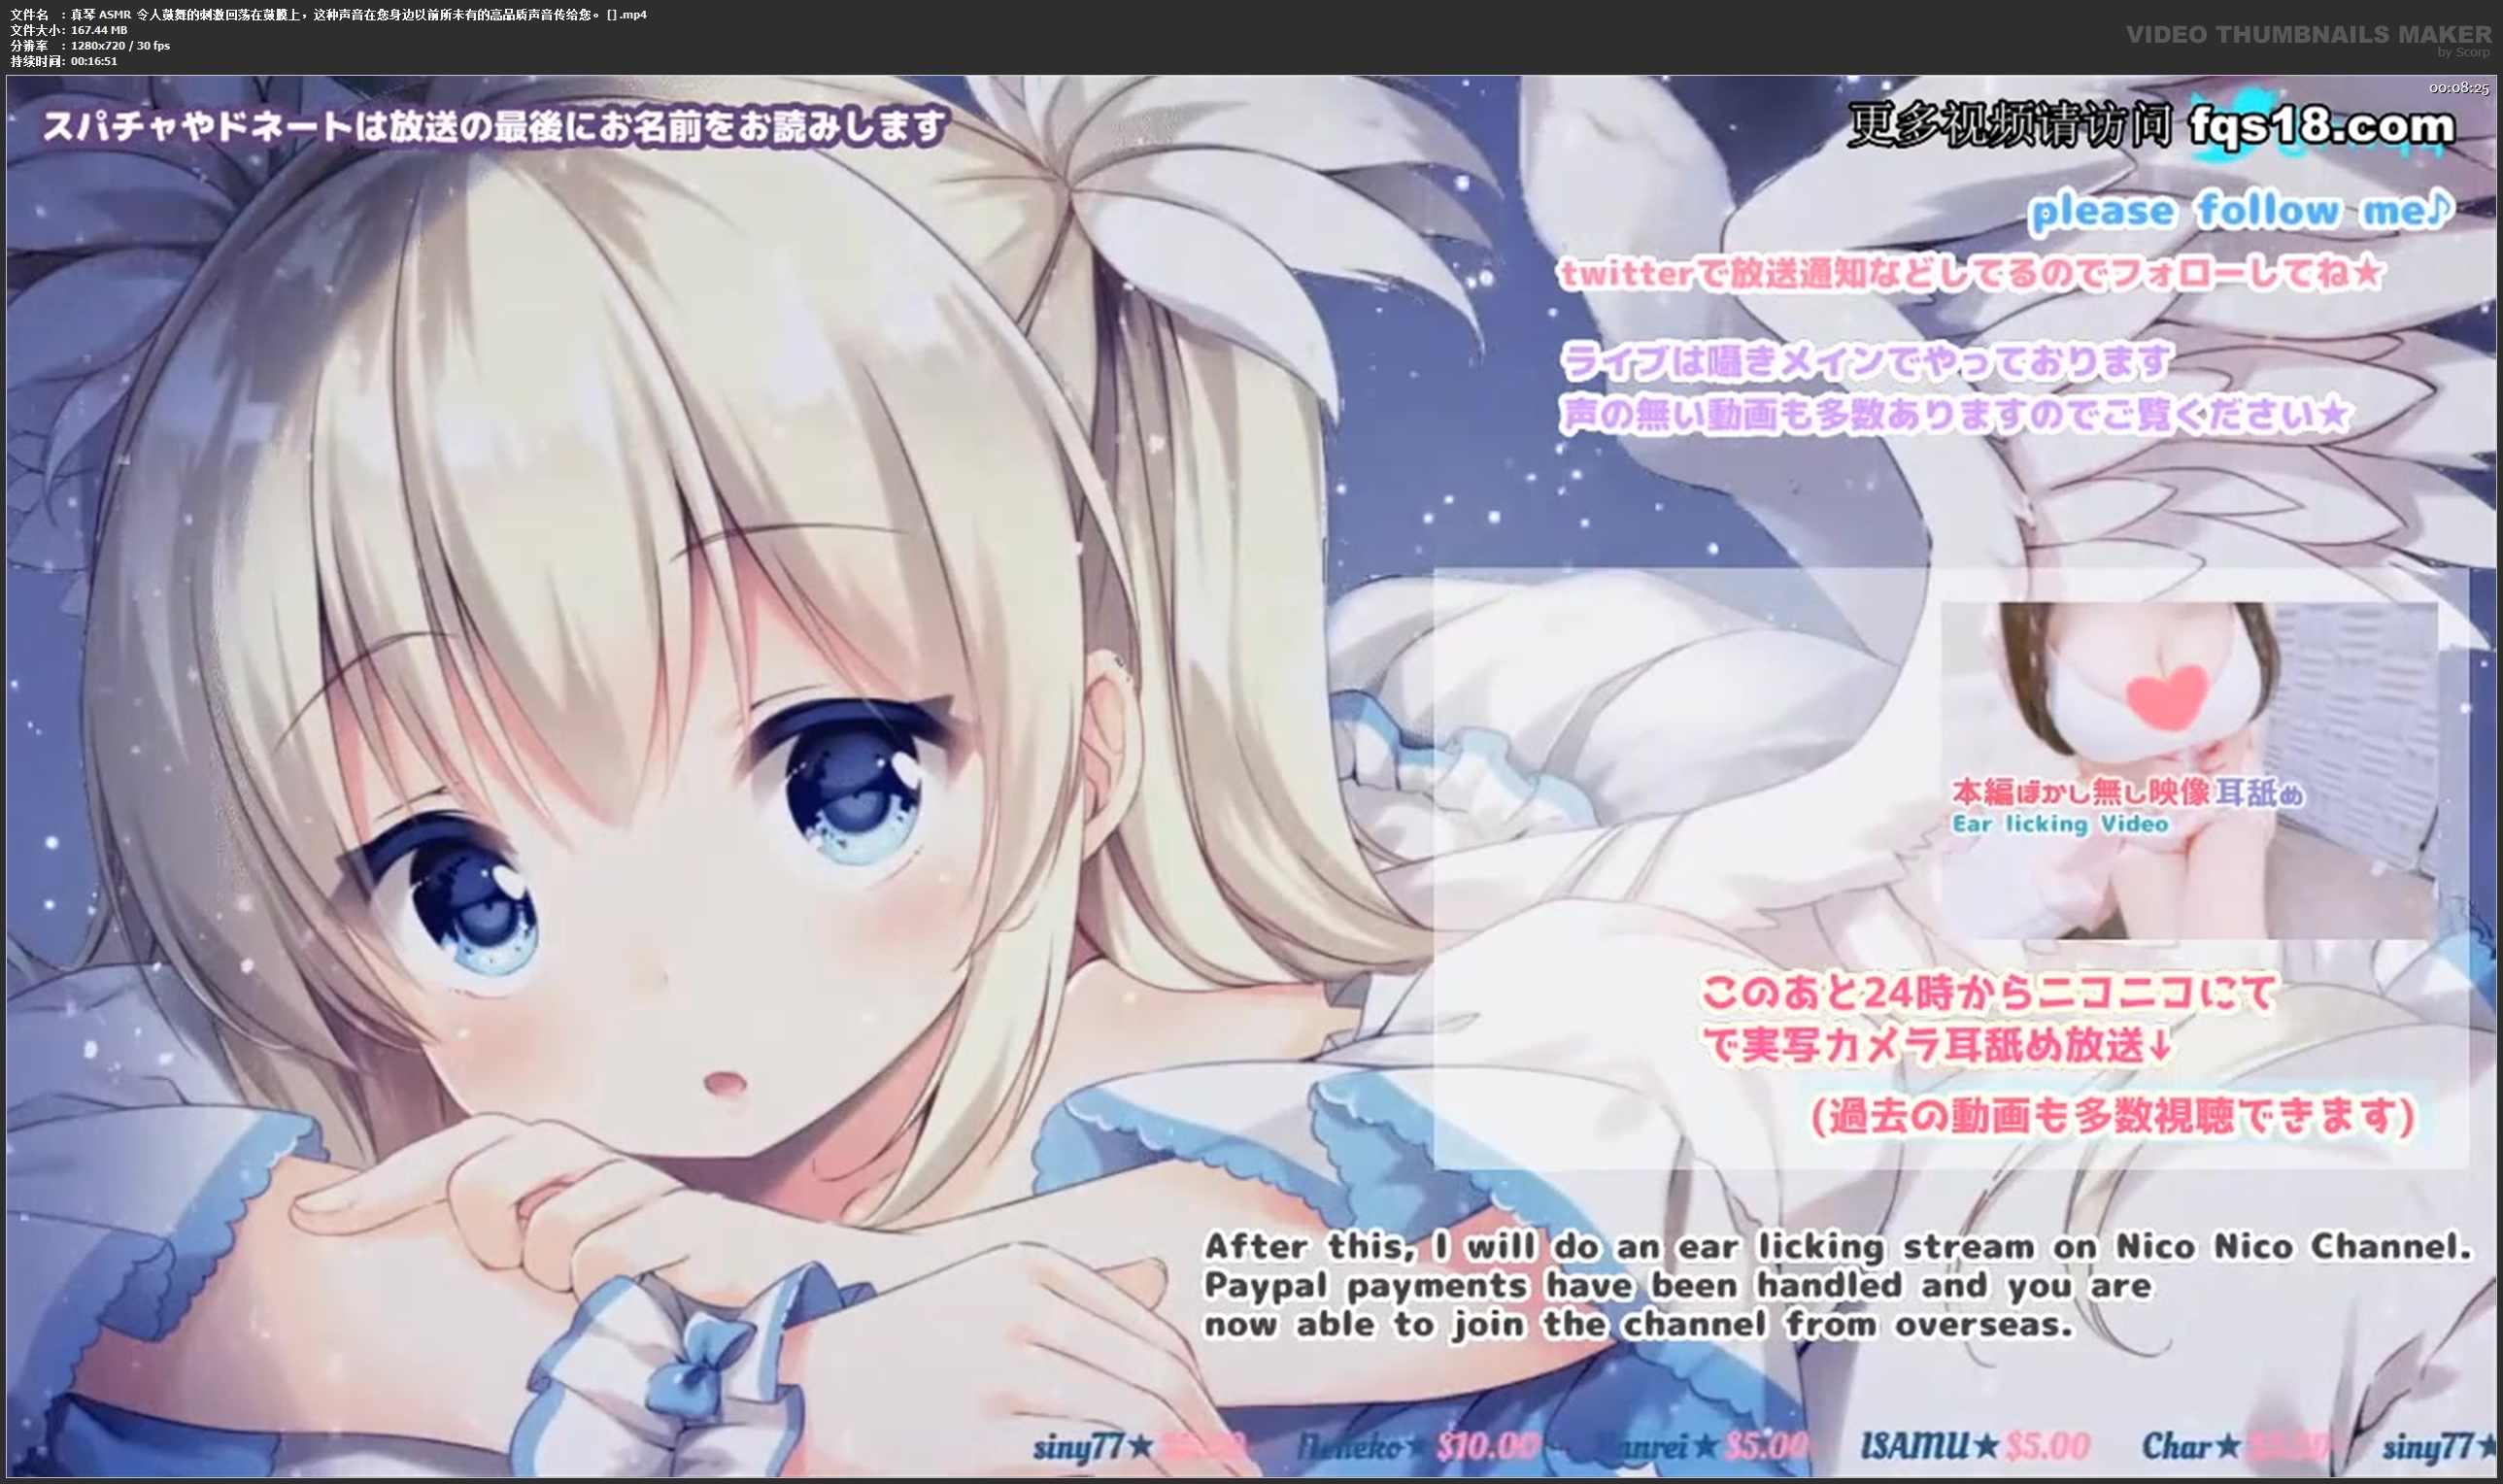 文件名 : 真琴 ASMR 令人鼓舞的刺激回荡在鼓膜上，这种声音在您身边以前所未有的高品质声音传给您。 [] .mp4
文件大小: 167.44 MB
分辨率 : 1280x720 / 30 fps
持续时间: 00:16:51
VIDEO THUMBNAILS MAKER
by Scorp
00:08:25
スパチャやドネートは放送の最後にお名前をお読みします
更多视频请访问 fqs18.com
please follow me♪
twitterで放送通知などしてるのでフォローしてね★
ライブは囁きメインでやっております
声の無い動画も多数ありますのでご覧ください★
本編ぼかし無し映像 耳舐め
Ear licking Video
このあと24時からニコニコにて
で実写カメラ耳舐め放送↓
(過去の動画も多数視聴できます)
After this, I will do an ear licking stream on Nico Nico Channel.
Paypal payments have been handled and you are
now able to join the channel from overseas.
siny77★ $10.00 $5.00 ISAMU★ $5.00 Char★ siny77★